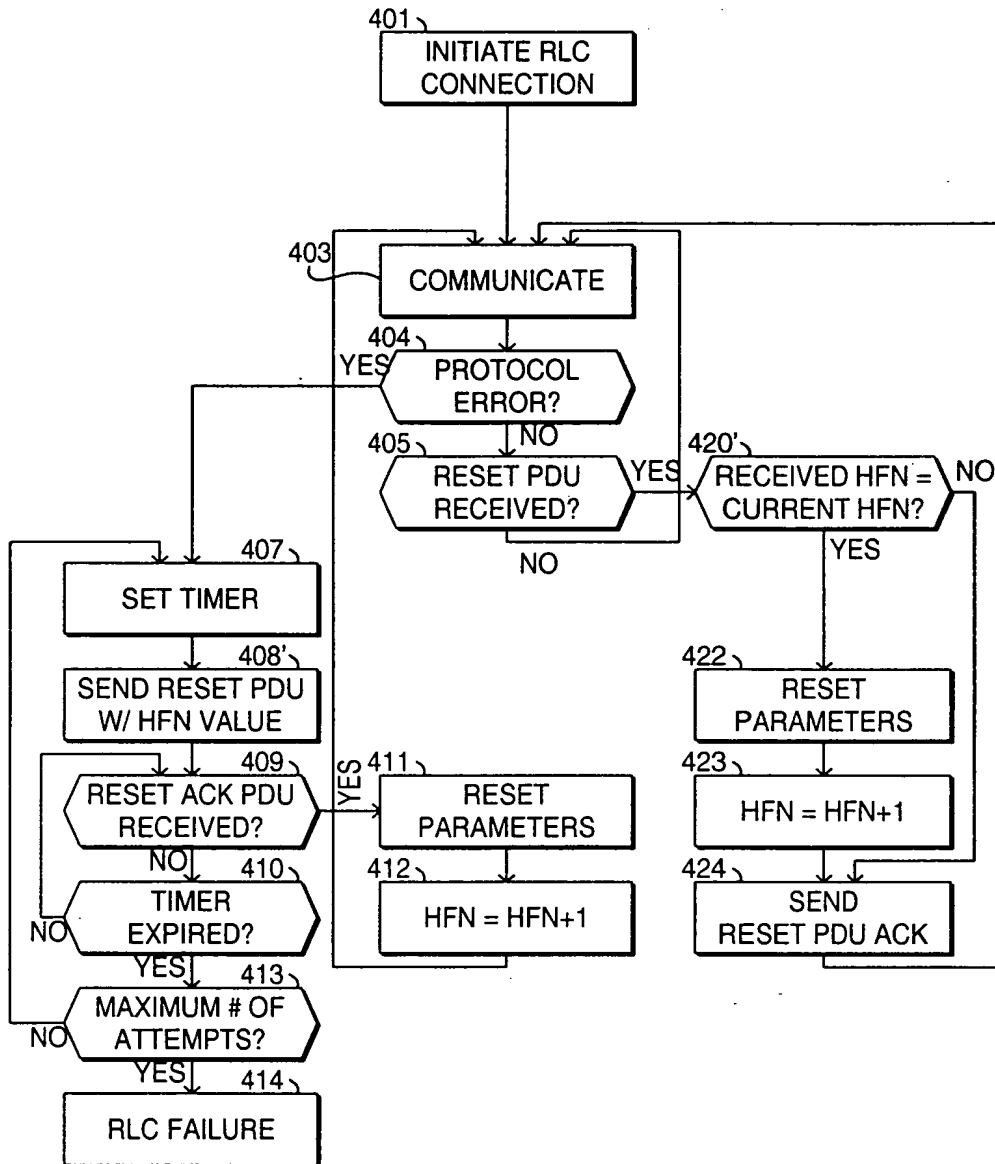 401
INITIATE RLC
CONNECTION
403
COMMUNICATE
404
YES
PROTOCOL
ERROR?
NO
405
RESET PDU
RECEIVED?
YES
NO
420'
RECEIVED HFN =
CURRENT HFN?
NO
YES
407
SET TIMER
408'
SEND RESET PDU
W/ HFN VALUE
409
RESET ACK PDU
RECEIVED?
YES
NO
410
TIMER
EXPIRED?
NO
YES
413
MAXIMUM # OF
ATTEMPTS?
NO
YES
414
RLC FAILURE
411
RESET
PARAMETERS
412
HFN = HFN+1
422
RESET
PARAMETERS
423
HFN = HFN+1
424
SEND
RESET PDU ACK